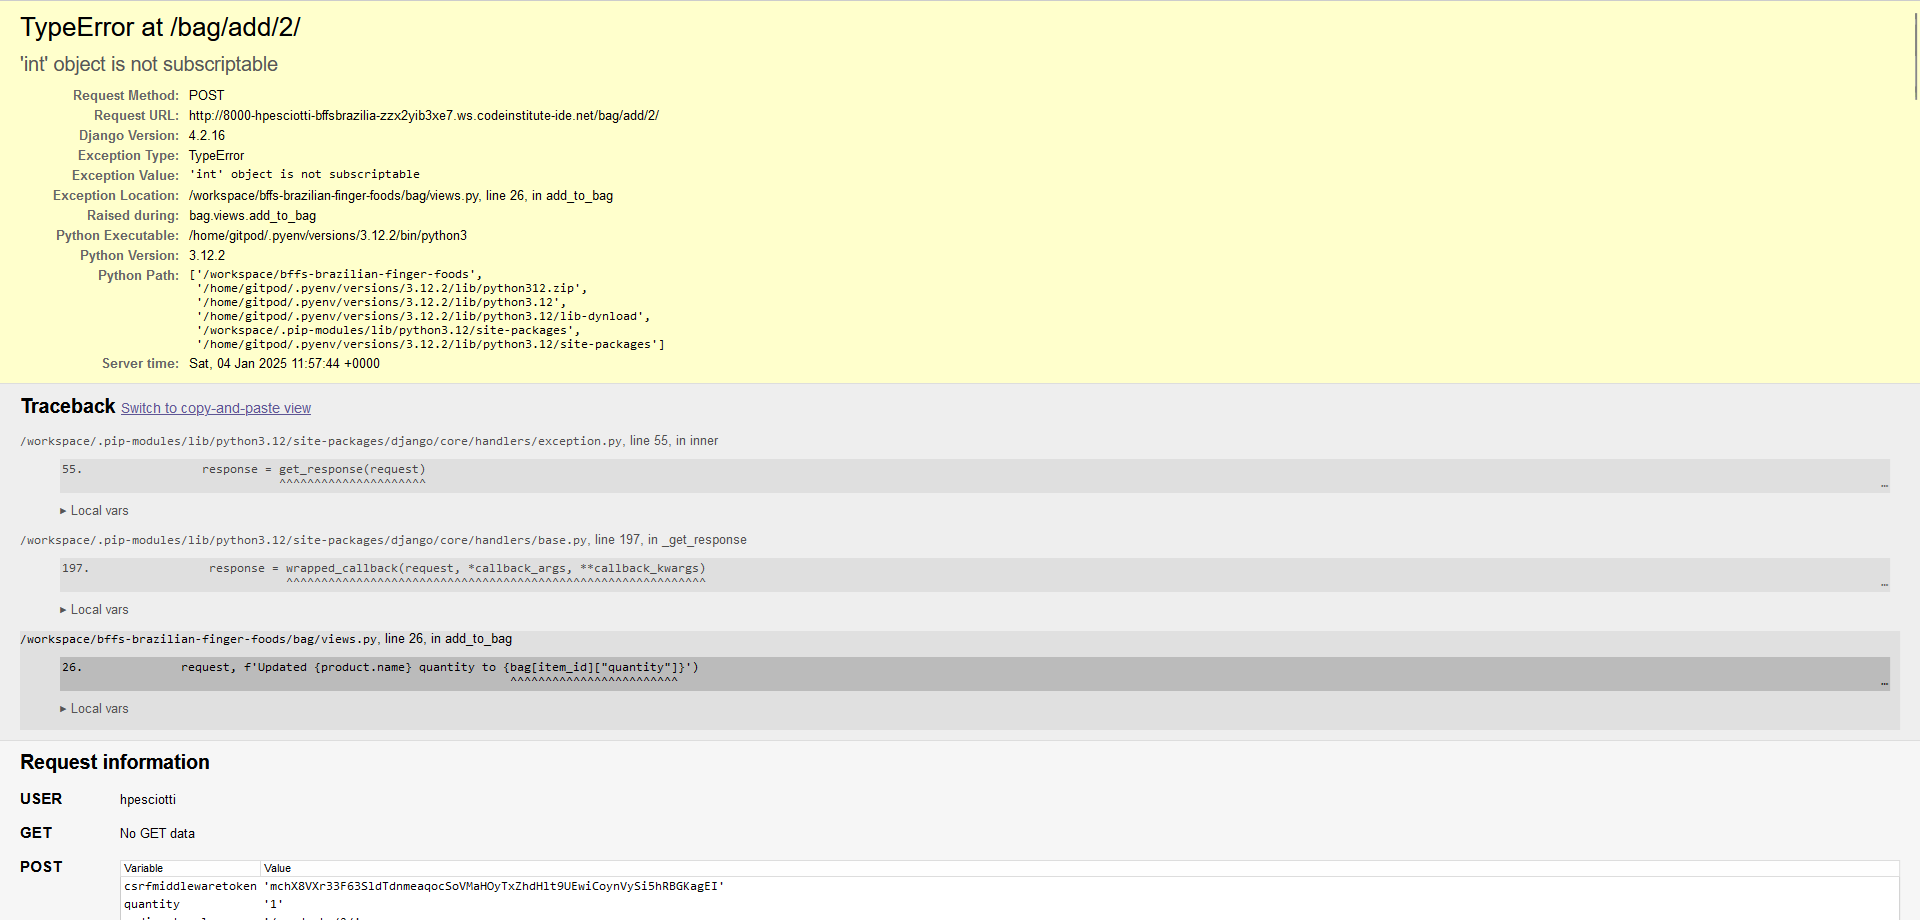 TypeError at /bag/add/2/
'int' object is not subscriptable
Request Method: POST
Request URL: http://8000-hpesciotti-bffsbrazilia-zzx2yib3xe7.ws.codeinstitute-ide.net/bag/add/2/
Django Version: 4.2.16
Exception Type: TypeError
Exception Value: 'int' object is not subscriptable
Exception Location: /workspace/bffs-brazilian-finger-foods/bag/views.py, line 26, in add_to_bag
Raised during: bag.views.add_to_bag
Python Executable: /home/gitpod/.pyenv/versions/3.12.2/bin/python3
Python Version: 3.12.2
Python Path: ['/workspace/bffs-brazilian-finger-foods',
'/home/gitpod/.pyenv/versions/3.12.2/lib/python312.zip',
'/home/gitpod/.pyenv/versions/3.12.2/lib/python3.12',
'/home/gitpod/.pyenv/versions/3.12.2/lib/python3.12/lib-dynload',
'/workspace/.pip-modules/lib/python3.12/site-packages',
'/home/gitpod/.pyenv/versions/3.12.2/lib/python3.12/site-packages']
Server time: Sat, 04 Jan 2025 11:57:44 +0000
Traceback Switch to copy-and-paste view
/workspace/.pip-modules/lib/python3.12/site-packages/django/core/handlers/exception.py, line 55, in inner
55. response = get_response(request)
^^^^^^^^^^^^^^^^^^^^^ …
▸ Local vars
/workspace/.pip-modules/lib/python3.12/site-packages/django/core/handlers/base.py, line 197, in _get_response
197. response = wrapped_callback(request, *callback_args, **callback_kwargs)
^^^^^^^^^^^^^^^^^^^^^^^^^^^^^^^^^^^^^^^^^^^^^^^^^^^^^^^^^^^^ …
▸ Local vars
/workspace/bffs-brazilian-finger-foods/bag/views.py, line 26, in add_to_bag
26. request, f'Updated {product.name} quantity to {bag[item_id]["quantity"]}')
^^^^^^^^^^^^^^^^^^^^^^^^ …
▸ Local vars
Request information
USER hpesciotti
GET No GET data
POST Variable Value
csrfmiddlewaretoken 'mchX8VXr33F63SldTdnmeaqocSoVMaHOyTxZhdHlt9UEwiCoynVySi5hRBGKagEI'
quantity '1'